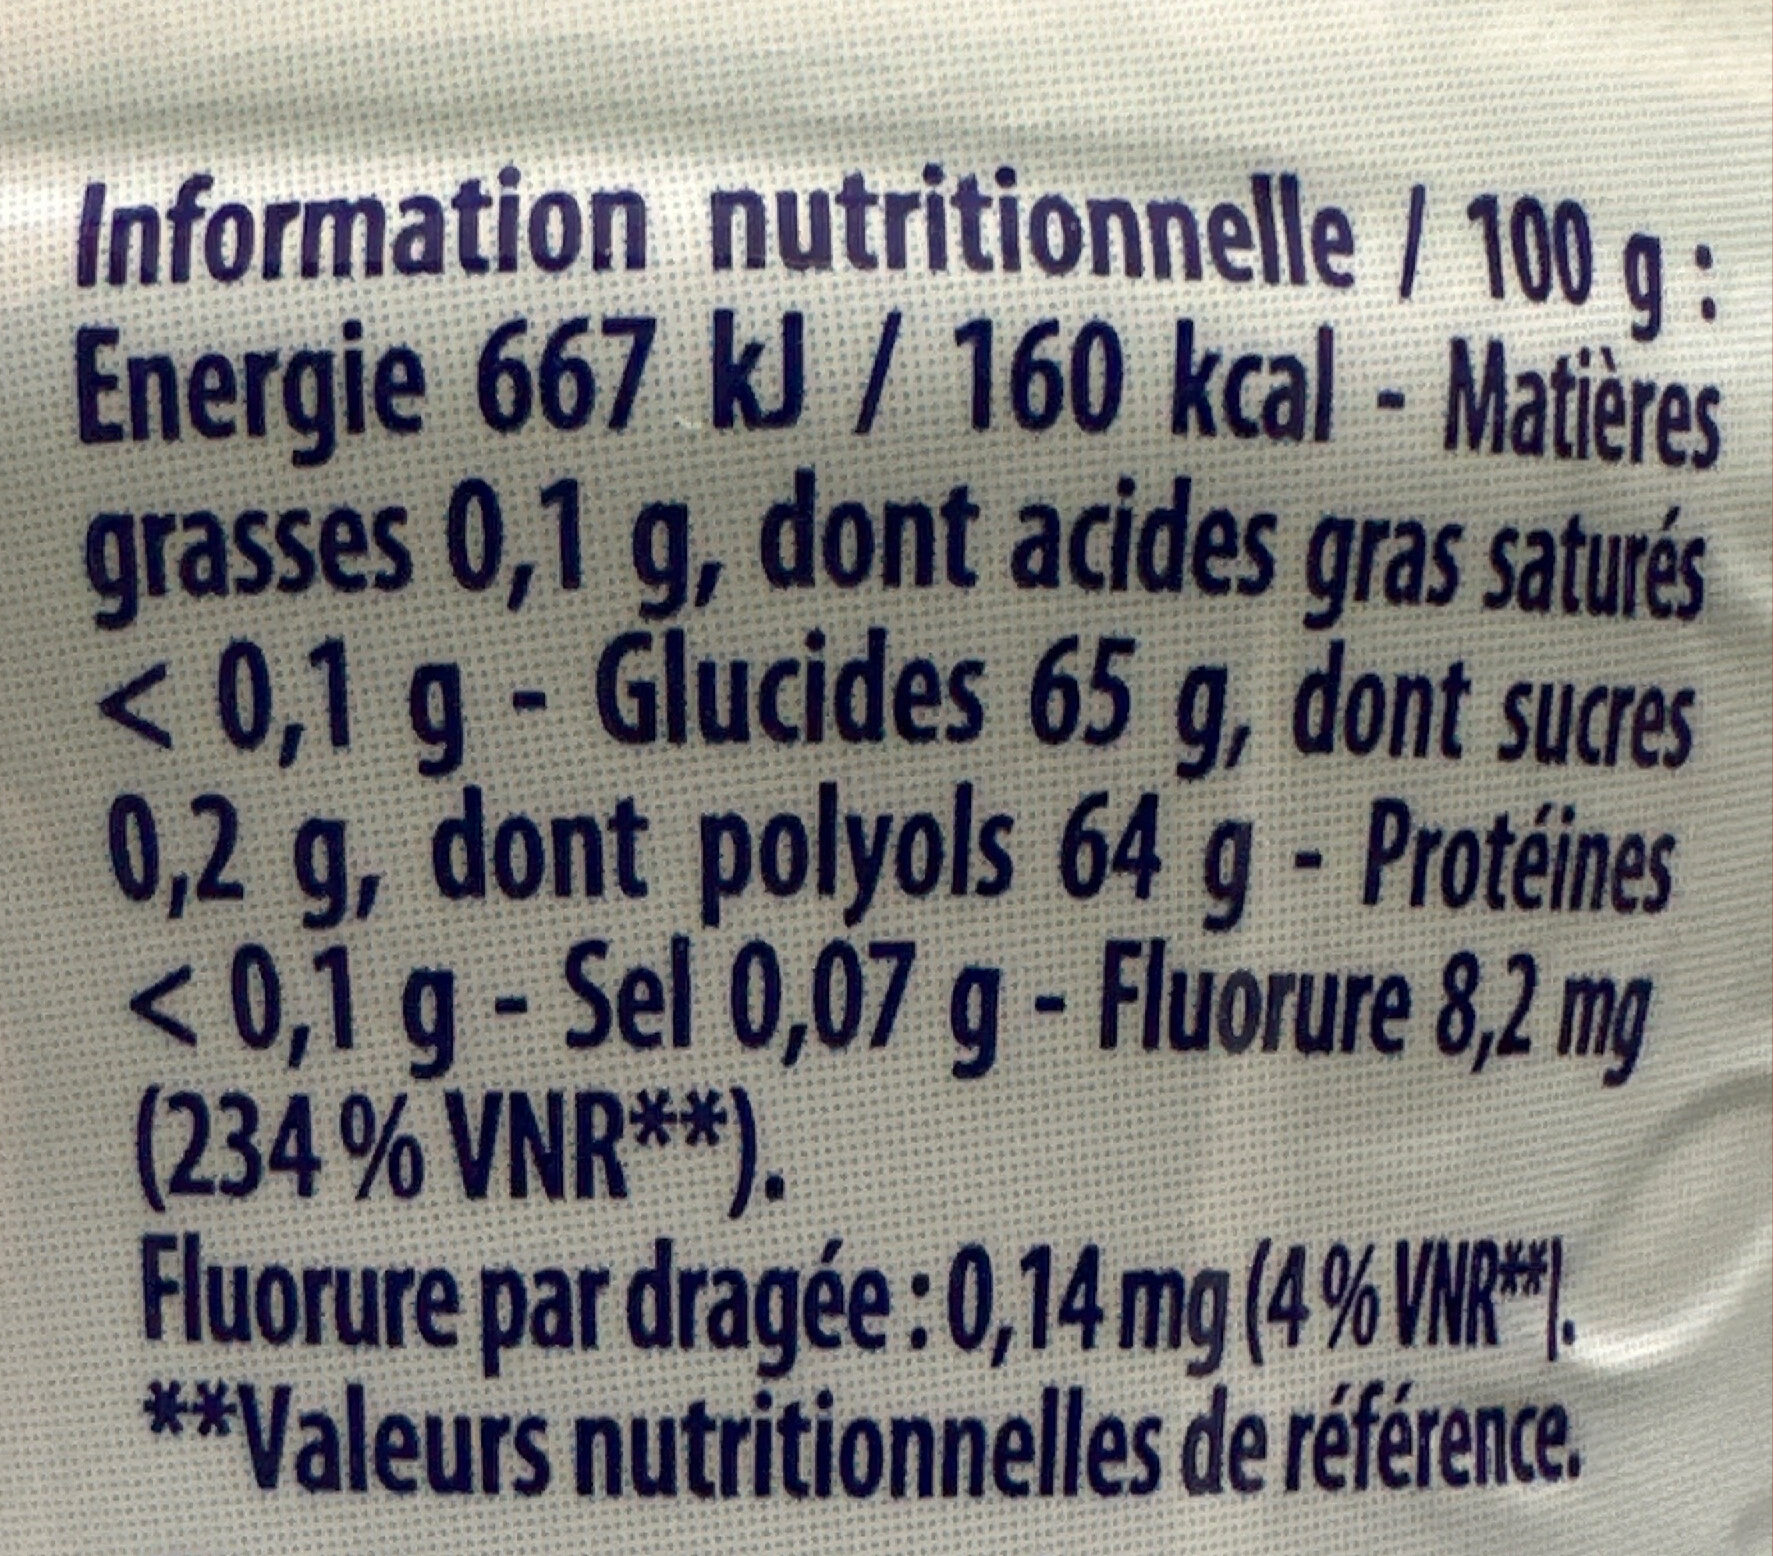 Information nutritionnelle / 100 g :
Energie 667 kJ / 160 kcal - Matières
grasses 0,1 g, dont acides gras saturés
< 0,1 g - Glucides 65 g, dont sucres
0,2 g, dont polyols 64 g - Protéines
< 0,1 g - Sel 0,07 g - Fluorure 8,2 mg
(234 % VNR**).
Fluorure par dragée : 0,14 mg (4 % VNR**).
**Valeurs nutritionnelles de référence.